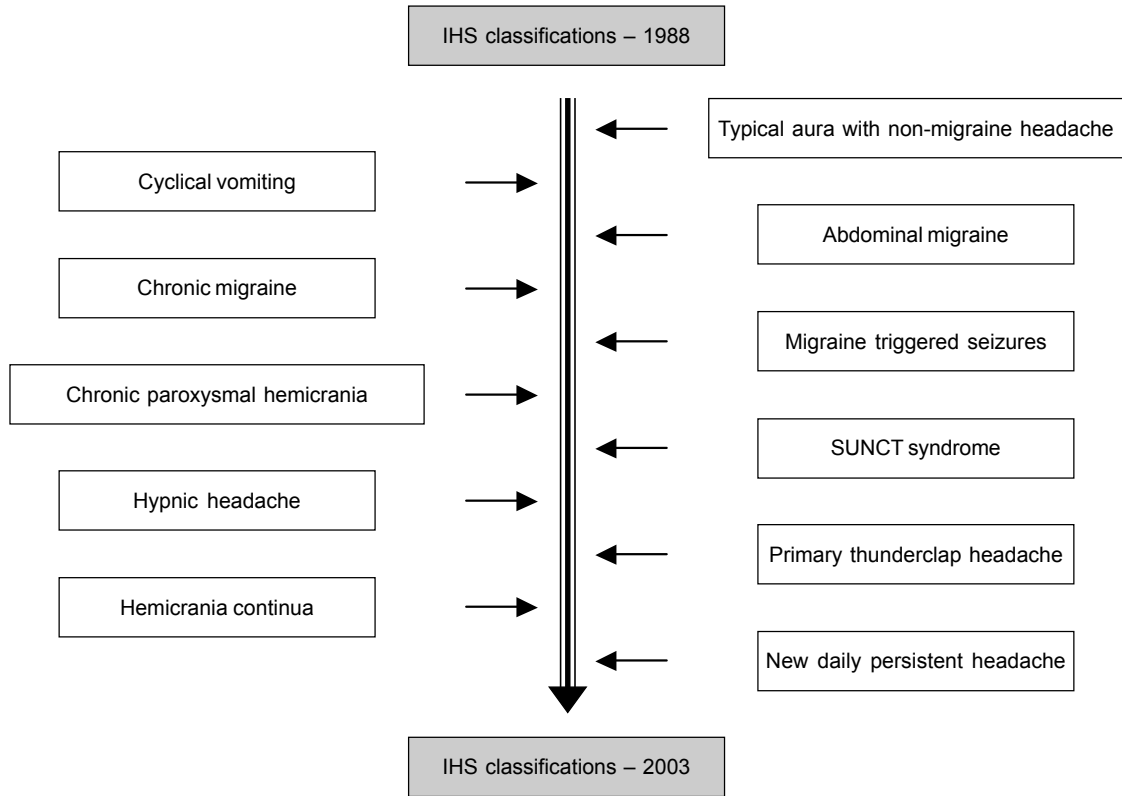 IHS classifications – 1988
Typical aura with non-migraine headache
Cyclical vomiting
Abdominal migraine
Chronic migraine
Migraine triggered seizures
Chronic paroxysmal hemicrania
SUNCT syndrome
Hypnic headache
Primary thunderclap headache
Hemicrania continua
New daily persistent headache
IHS classifications – 2003